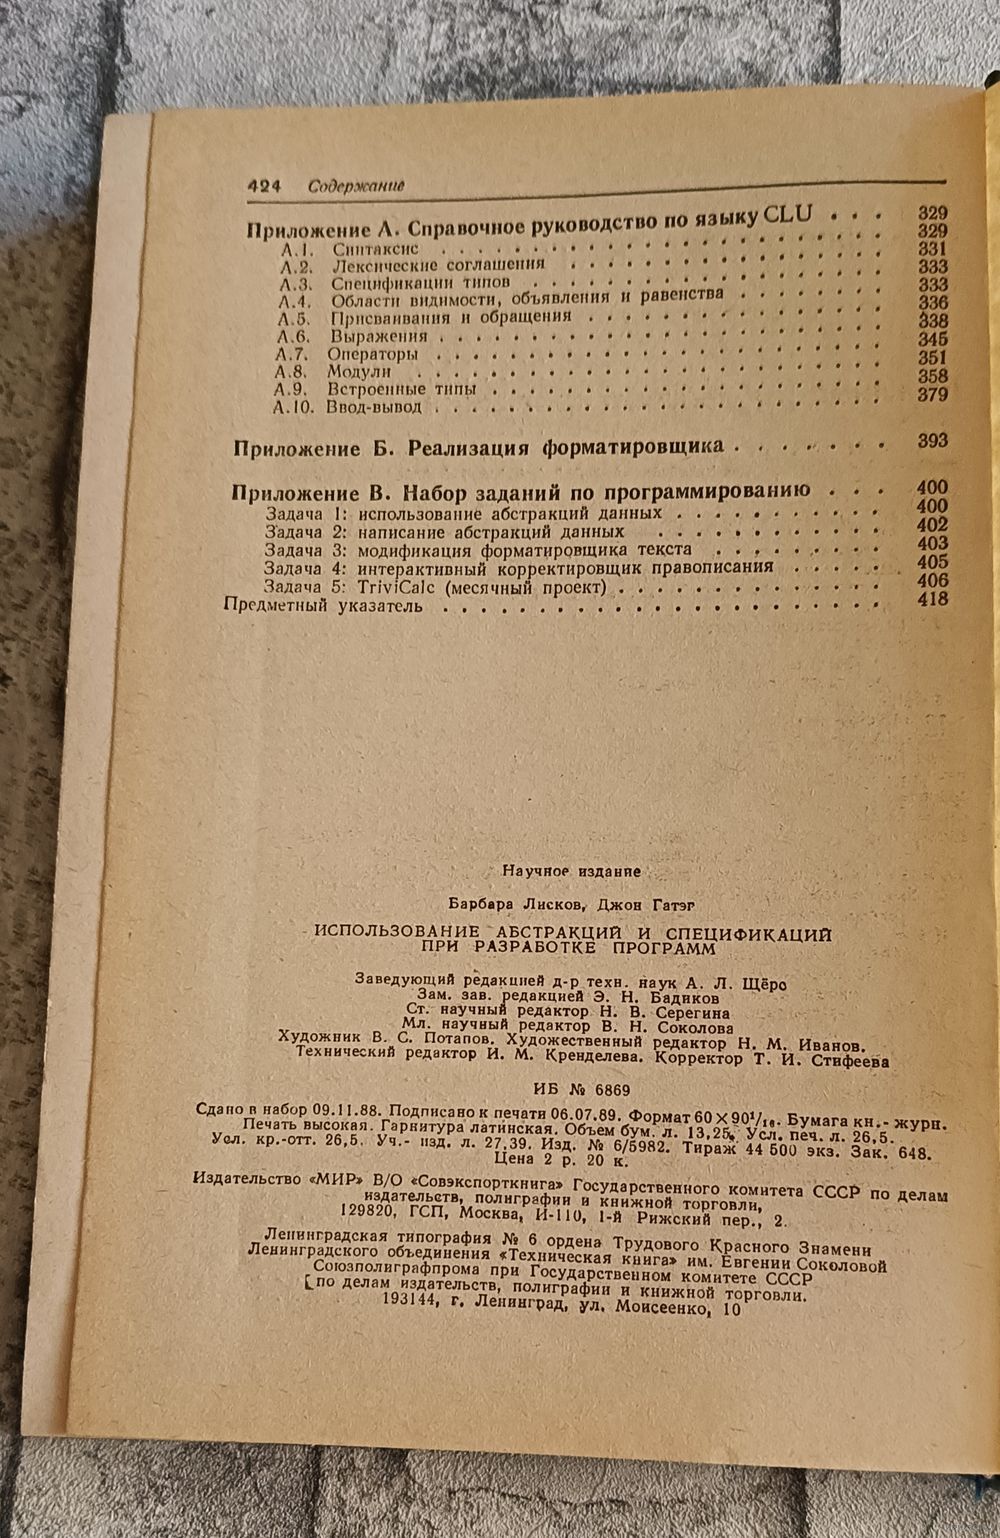 424 Содержание
Приложение А. Справочное руководство по языку CLU . . . 329
А.1. Синтаксис . . . . . . . . . . . . . . . . . . . . 329
А.2. Лексические соглашения . . . . . . . . . . . . . . 331
А.3. Спецификации типов . . . . . . . . . . . . . . . . 333
А.4. Области видимости, объявления и равенства . . . . . . 333
А.5. Присваивания и обращения . . . . . . . . . . . . . 336
А.6. Выражения . . . . . . . . . . . . . . . . . . . . 338
А.7. Операторы . . . . . . . . . . . . . . . . . . . . 345
А.8. Модули . . . . . . . . . . . . . . . . . . . . . 351
А.9. Встроенные типы . . . . . . . . . . . . . . . . . 358
А.10. Ввод-вывод . . . . . . . . . . . . . . . . . . . 379
Приложение Б. Реализация форматировщика . . . . . . . 393
Приложение В. Набор заданий по программированию . . . 400
Задача 1: использование абстракций данных . . . . . . . . . 400
Задача 2: написание абстракций данных . . . . . . . . . . 402
Задача 3: модификация форматировщика текста . . . . . . . 403
Задача 4: интерактивный корректировщик правописания . . . . . 405
Задача 5: TriviCalc (месячный проект) . . . . . . . . . . . . 406
Предметный указатель . . . . . . . . . . . . . . . . . . . . 418
Научное издание
Барбара Лисков, Джон Гатэг
ИСПОЛЬЗОВАНИЕ АБСТРАКЦИЙ И СПЕЦИФИКАЦИЙ
ПРИ РАЗРАБОТКЕ ПРОГРАММ
Заведующий редакцией д-р техн. наук А. Л. Щёрс
Зам. зав. редакцией Э. Н. Бадиков
Ст. научный редактор Н. В. Серегина
Мл. научный редактор В. Н. Соколова
Художник В. С. Потапов. Художественный редактор Н. М. Иванов.
Технический редактор И. М. Кренделева. Корректор Т. И. Стифеева
ИБ № 6869
Сдано в набор 09.11.88. Подписано к печати 06.07.89. Формат 60×90¹/₁₆. Бумага кн.- журн.
Печать высокая. Гарнитура латинская. Объем бум. л. 13,25. Усл. печ. л. 26,5.
Усл. кр.-отт. 26,5. Уч.- изд. л. 27,39. Изд. № 6/5982. Тираж 44 500 экз. Зак. 648.
Цена 2 р. 20 к.
Издательство «МИР» В/О «Совэкспорткнига» Государственного комитета СССР по делам
издательств, полиграфии и книжной торговли,
129820, ГСП, Москва, И-110, 1-й Рижский пер., 2.
Ленинградская типография № 6 ордена Трудового Красного Знамени
Ленинградского объединения «Техническая книга» им. Евгении Соколовой
Союзполиграфпрома при Государственном комитете СССР
[по делам издательств, полиграфии и книжной торговли.
193144, г. Ленинград, ул. Моисеенко, 10